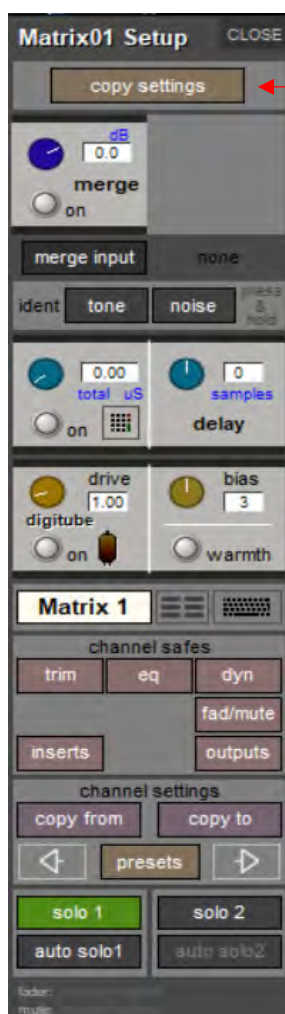 Matrix01 Setup CLOSE
copy settings
dB
0.0
merge
on
merge input none
ident tone noise press & hold
0.00 0
total uS samples
on delay
drive bias
1.00 3
digitube
on warmth
Matrix 1
channel safes
trim eq dyn
fad/mute
inserts outputs
channel settings
copy from copy to
presets
solo 1 solo 2
auto solo1 auto solo2
fader:
mute: